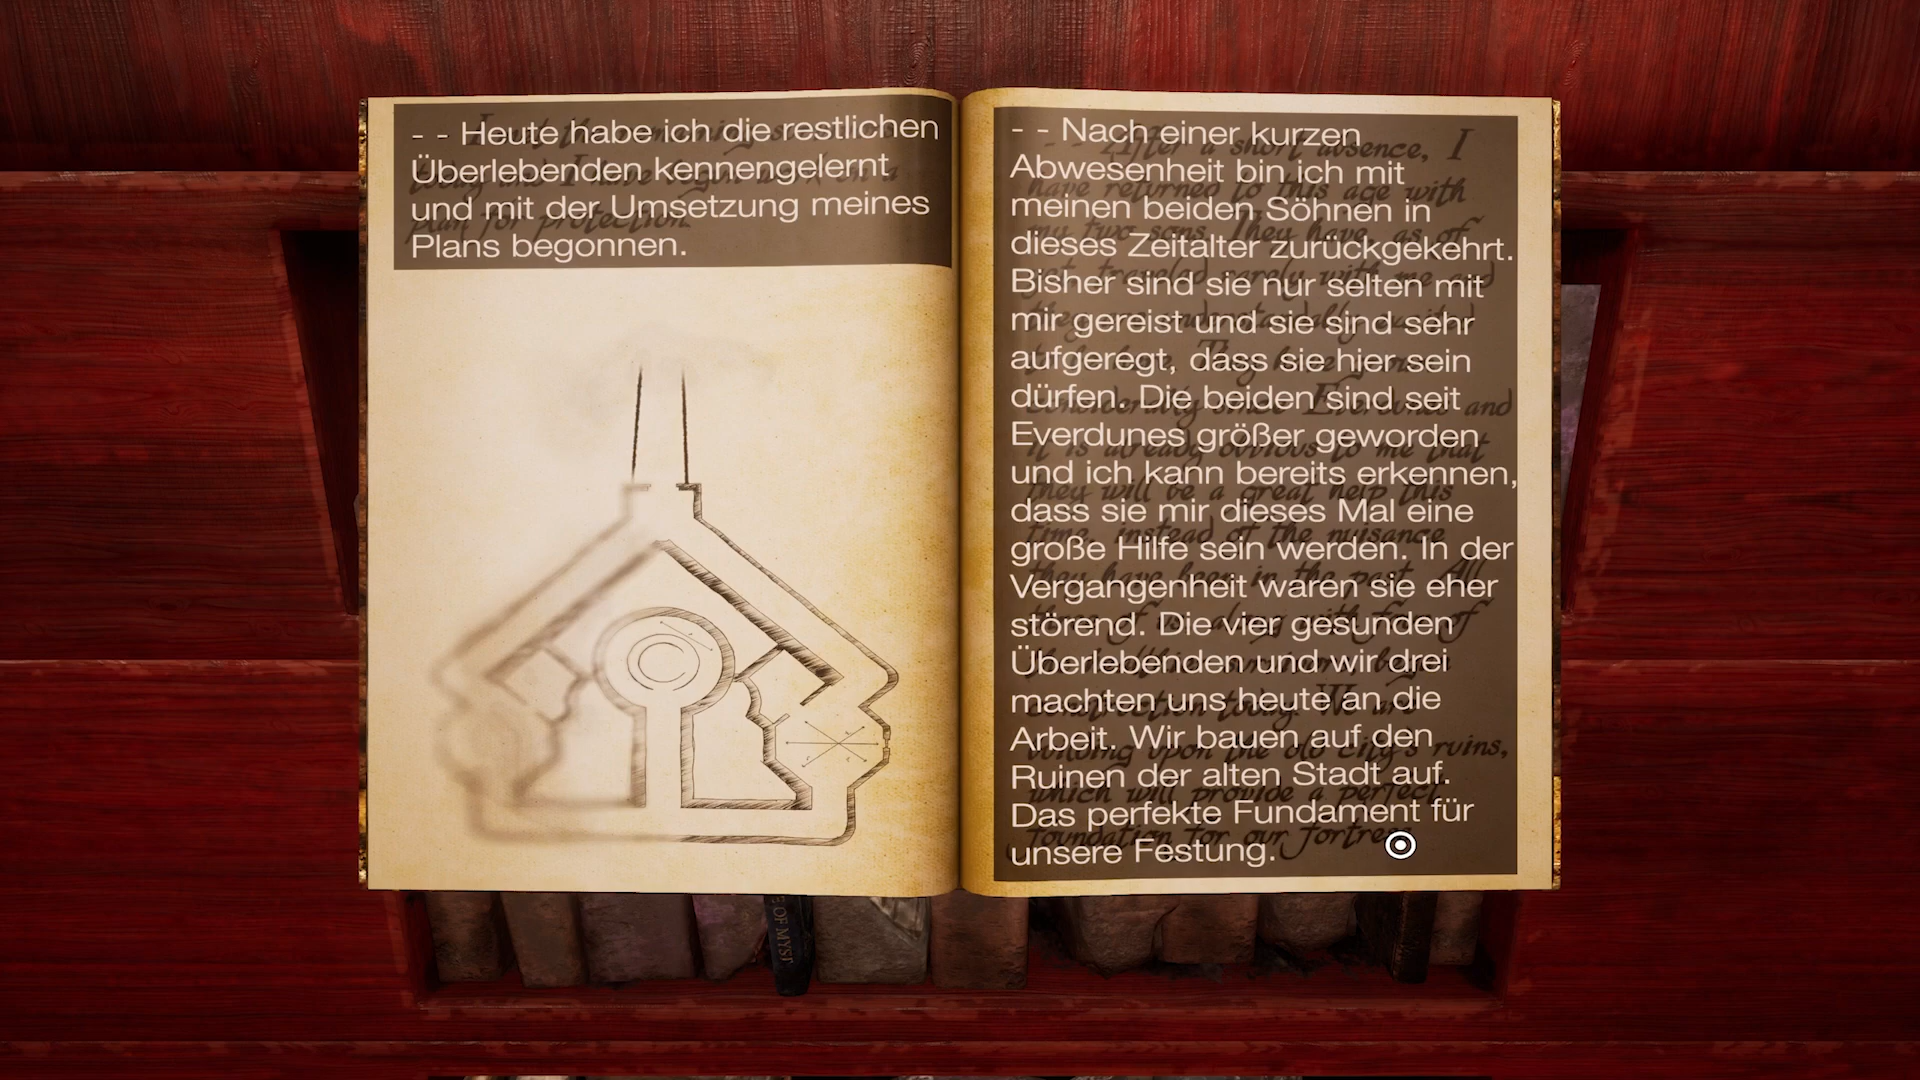 - - Heute habe ich die restlichen
Überlebenden kennengelernt
und mit der Umsetzung meines
Plans begonnen.
- - Nach einer kurzen
Abwesenheit bin ich mit
meinen beiden Söhnen in
dieses Zeitalter zurückgekehrt.
Bisher sind sie nur selten mit
mir gereist und sie sind sehr
aufgeregt, dass sie hier sein
dürfen. Die beiden sind seit
Everdunes größer geworden
und ich kann bereits erkennen,
dass sie mir dieses Mal eine
große Hilfe sein werden. In der
Vergangenheit waren sie eher
störend. Die vier gesunden
Überlebenden und wir drei
machten uns heute an die
Arbeit. Wir bauen auf den
Ruinen der alten Stadt auf.
Das perfekte Fundament für
unsere Festung.
OF MYST